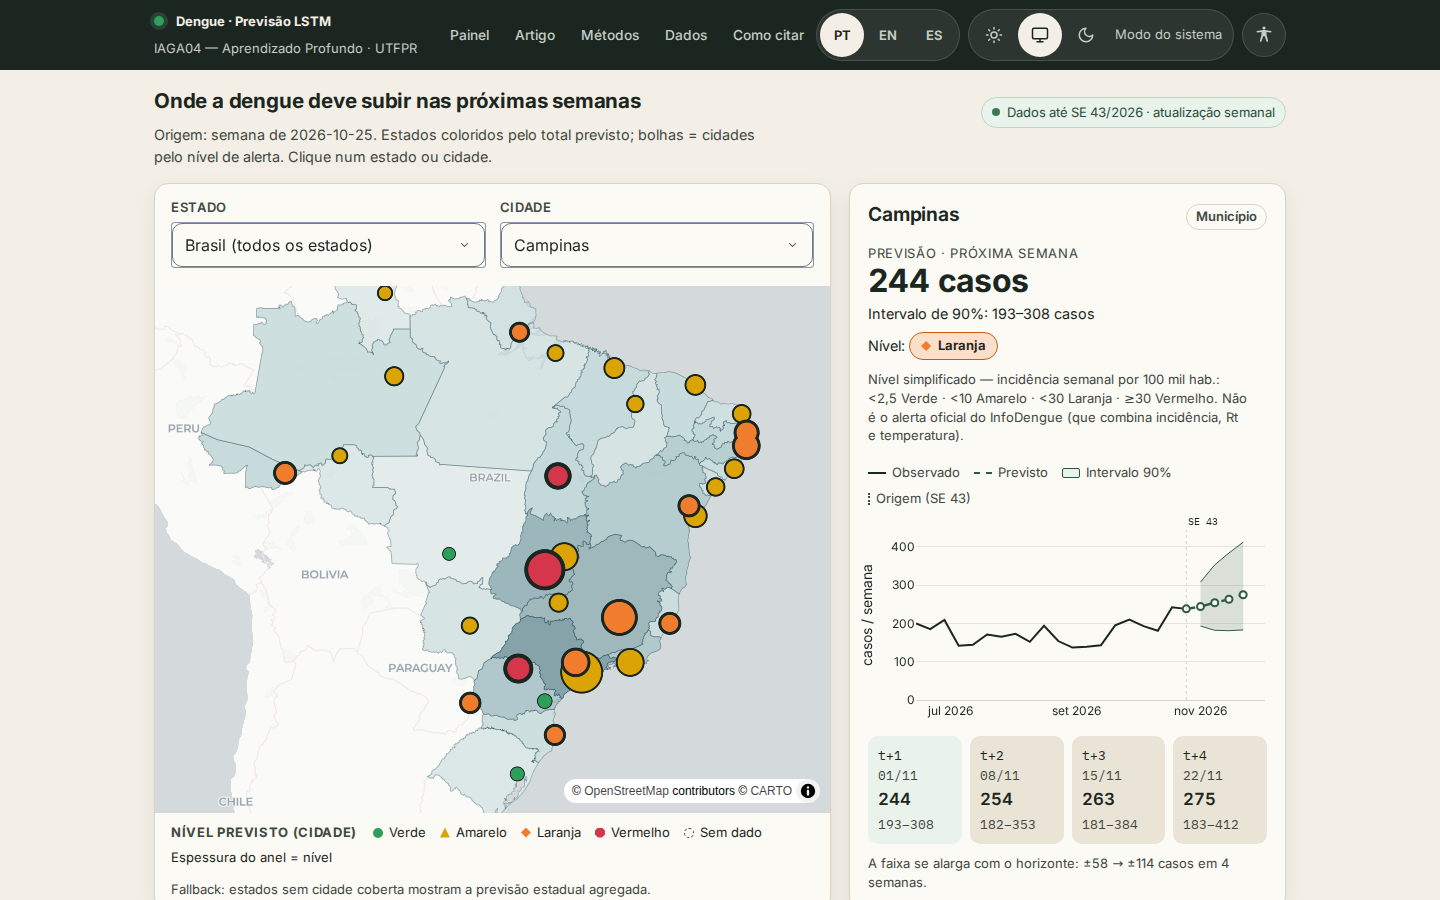 Dengue · Previsão LSTM
IAGA04 — Aprendizado Profundo · UTFPR
Painel
Artigo
Métodos
Dados
Como citar
PT
EN
ES
Modo do sistema
Onde a dengue deve subir nas próximas semanas
Origem: semana de 2026-10-25. Estados coloridos pelo total previsto; bolhas = cidades
pelo nível de alerta. Clique num estado ou cidade.
Dados até SE 43/2026 · atualização semanal
ESTADO
CIDADE
Brasil (todos os estados)
Campinas
PERU
BRAZIL
BOLIVIA
PARAGUAY
CHILE
© OpenStreetMap contributors © CARTO
NÍVEL PREVISTO (CIDADE)
Verde
Amarelo
Laranja
Vermelho
Sem dado
Espessura do anel = nível
Fallback: estados sem cidade coberta mostram a previsão estadual agregada.
Campinas
Município
PREVISÃO · PRÓXIMA SEMANA
244 casos
Intervalo de 90%: 193–308 casos
Nível: Laranja
Nível simplificado — incidência semanal por 100 mil hab.:
<2,5 Verde · <10 Amarelo · <30 Laranja · ≥30 Vermelho. Não
é o alerta oficial do InfoDengue (que combina incidência, Rt
e temperatura).
Observado
Previsto
Intervalo 90%
Origem (SE 43)
SE 43
casos / semana
400
300
200
100
0
jul 2026
set 2026
nov 2026
t+1
01/11
244
193–308
t+2
08/11
254
182–353
t+3
15/11
263
181–384
t+4
22/11
275
183–412
A faixa se alarga com o horizonte: ±58 → ±114 casos em 4
semanas.